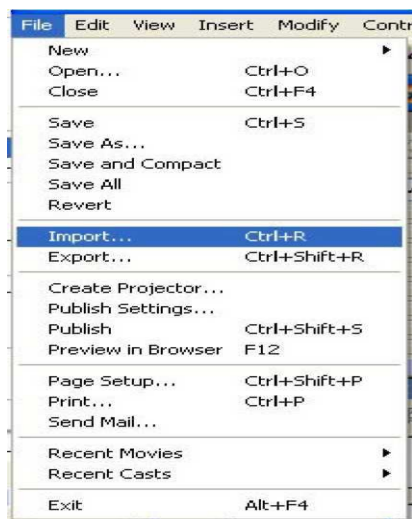 File Edit View Insert Modify Contr
New
Open... Ctrl+O
Close Ctrl+F4
Save Ctrl+S
Save As...
Save and Compact
Save All
Revert
Import... Ctrl+R
Export... Ctrl+Shift+R
Create Projector...
Publish Settings...
Publish Ctrl+Shift+S
Preview in Browser F12
Page Setup... Ctrl+Shift+P
Print... Ctrl+P
Send Mail...
Recent Movies
Recent Casts
Exit Alt+F4